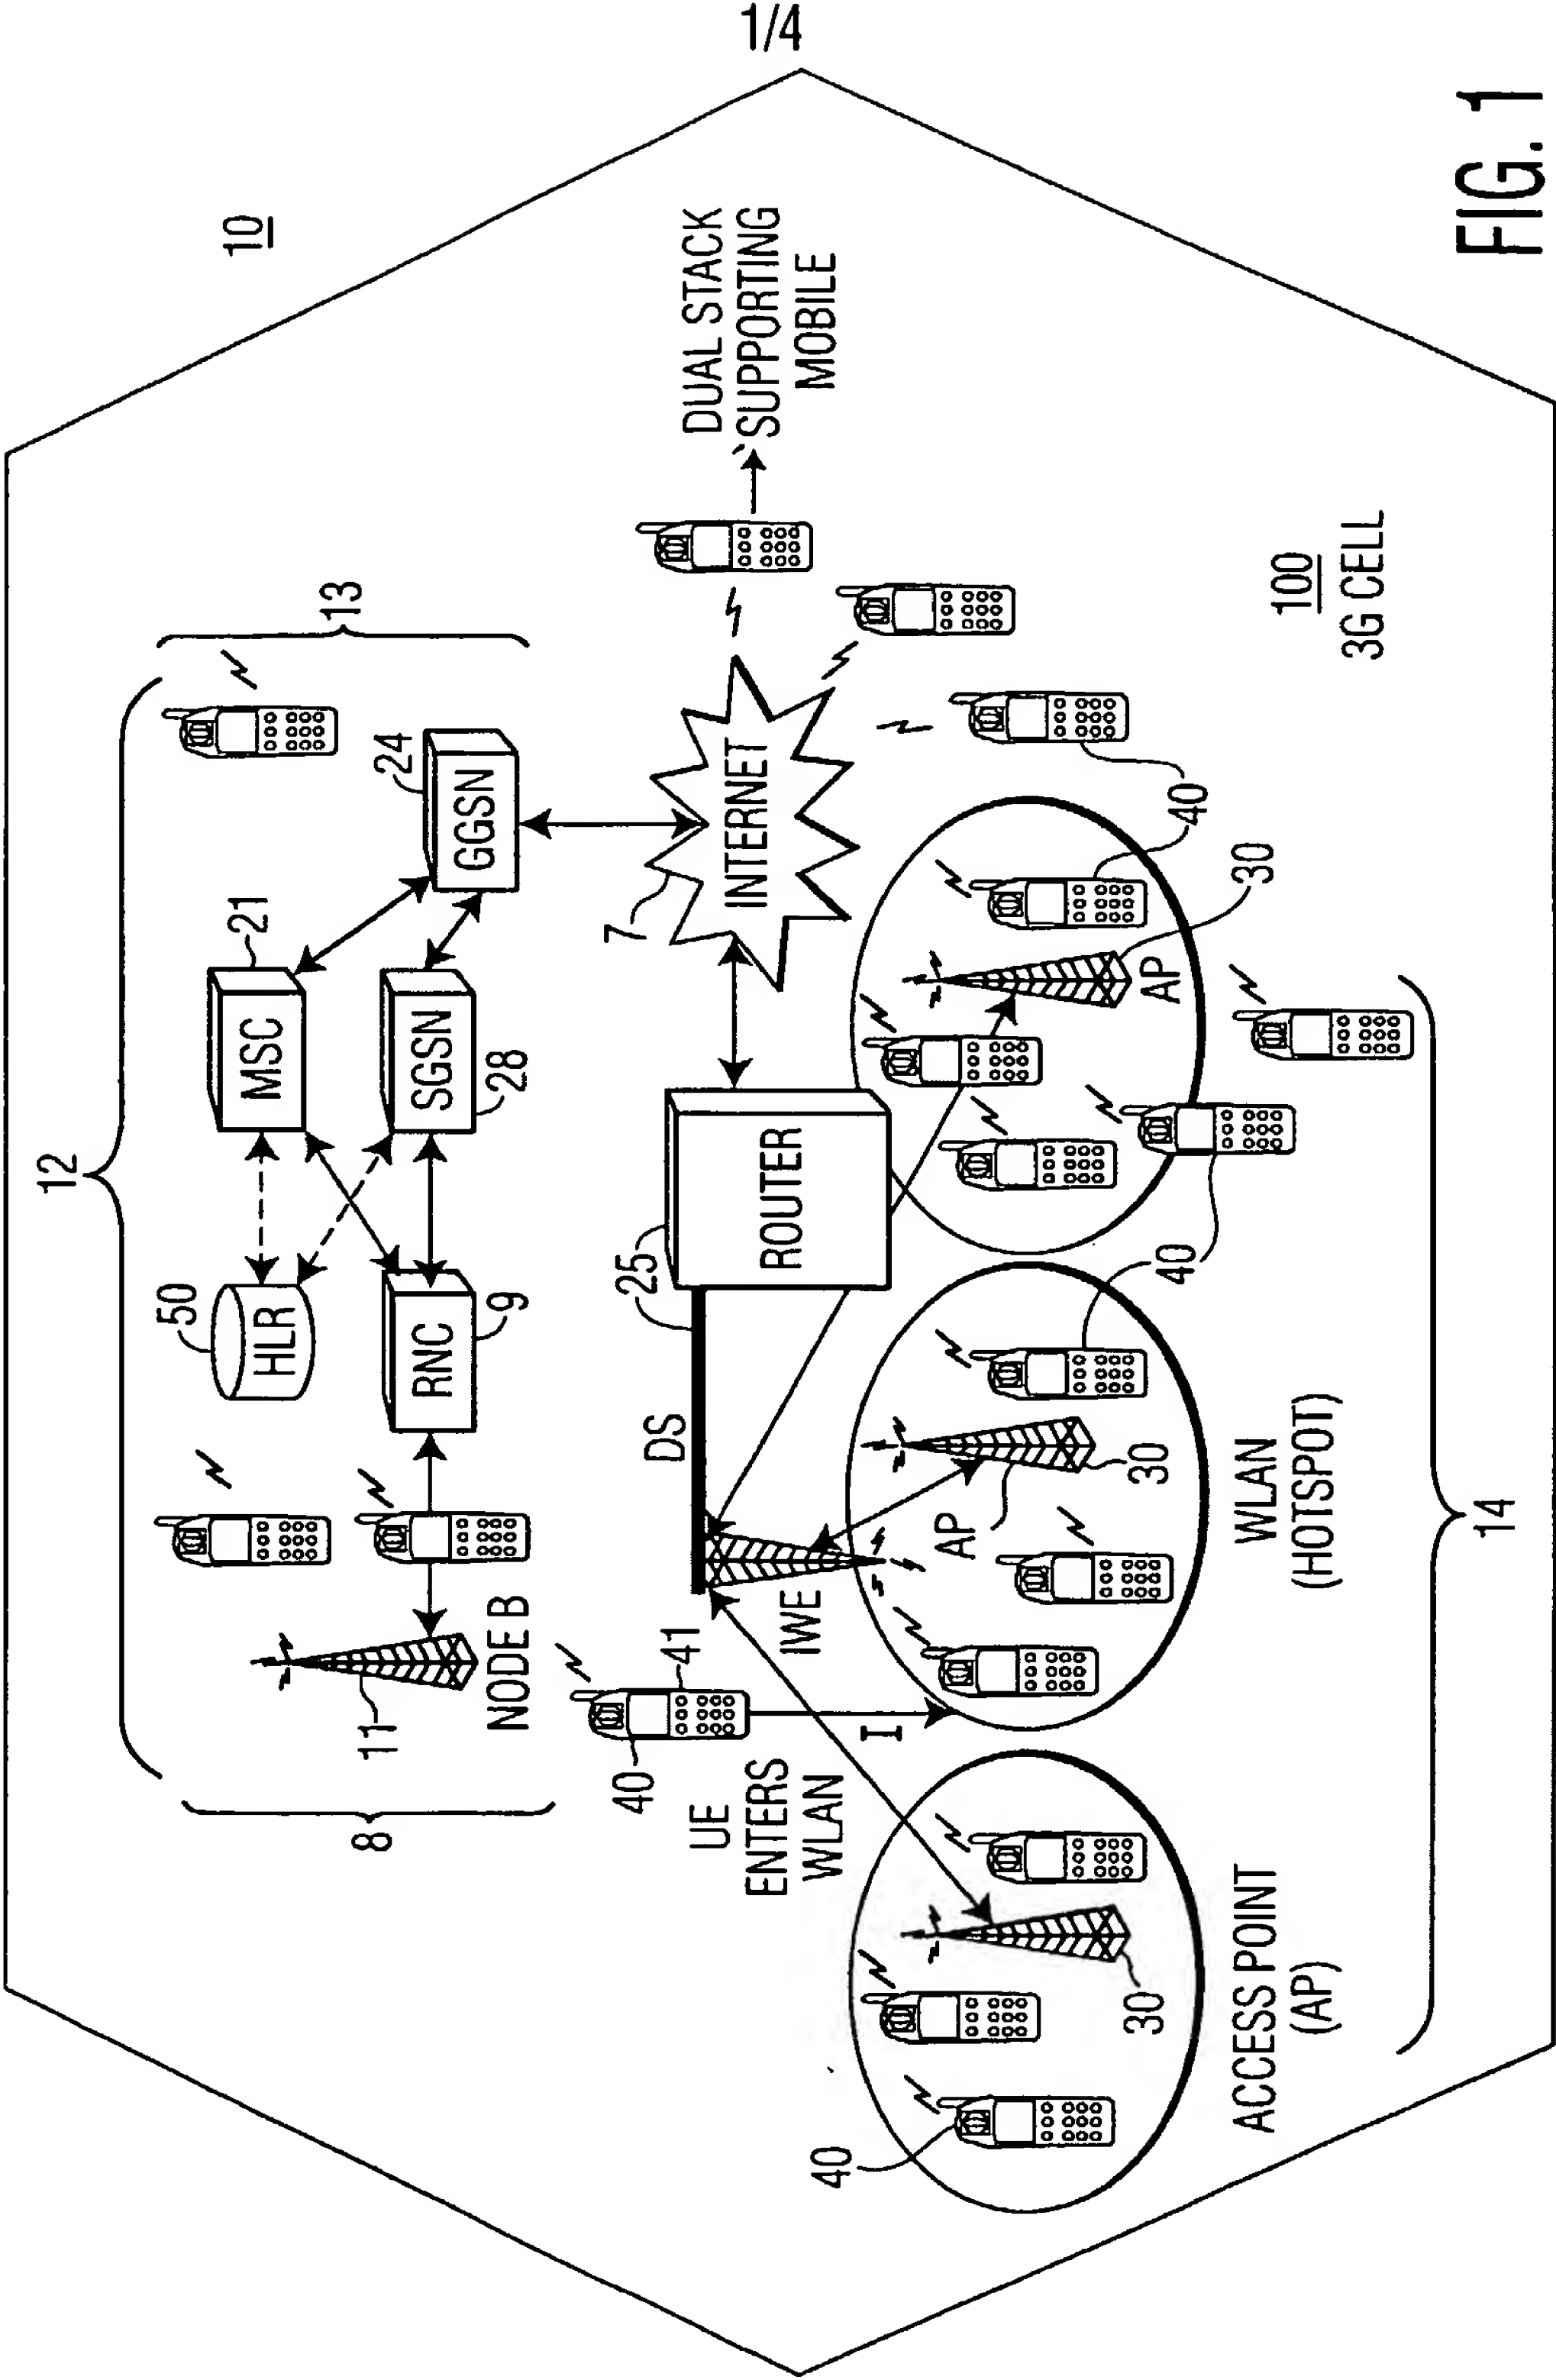 1/4
12
10
50
21
HLR
MSC
13
8
11
24
RNC
SGSN
GGSN
9
28
NODE B
7
40
41
25
DS
UE
ENTERS
WLAN
DUAL STACK
SUPPORTING
MOBILE
INTERNET
ROUTER
IWE
I
40
AP
30
30
AP
40
40
30
ACCESS POINT
(AP)
WLAN
(HOTSPOT)
100
3G CELL
14
FIG. 1